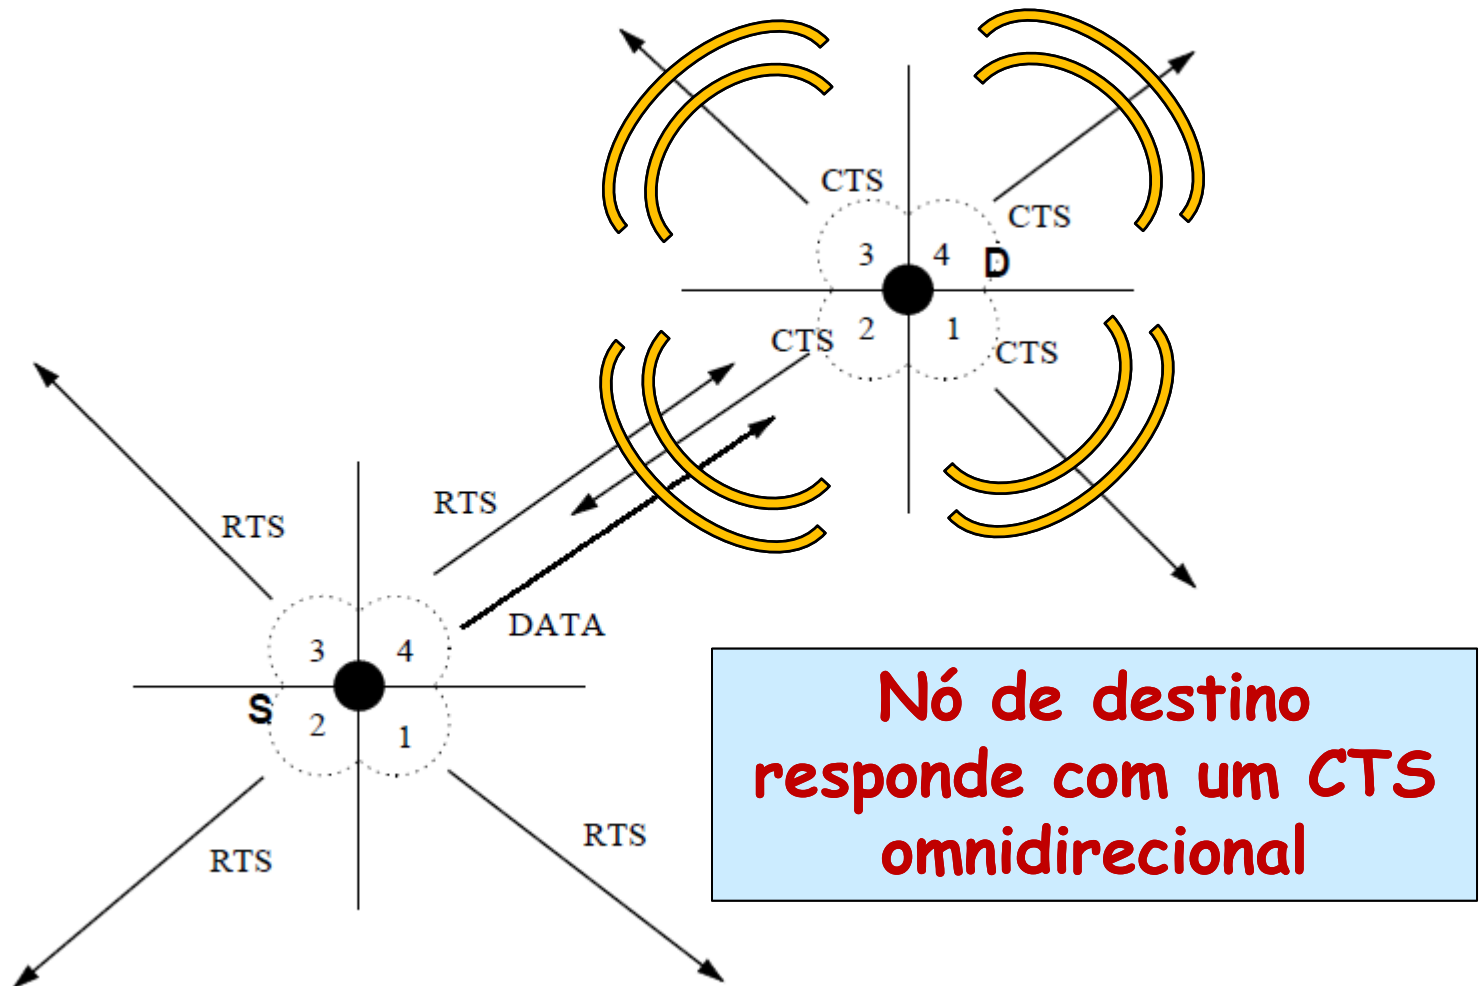 CTS
CTS
3
4
D
2
1
CTS
CTS
RTS
RTS
DATA
3
4
S
2
1
RTS
RTS
Nó de destino
responde com um CTS
omnidirecional